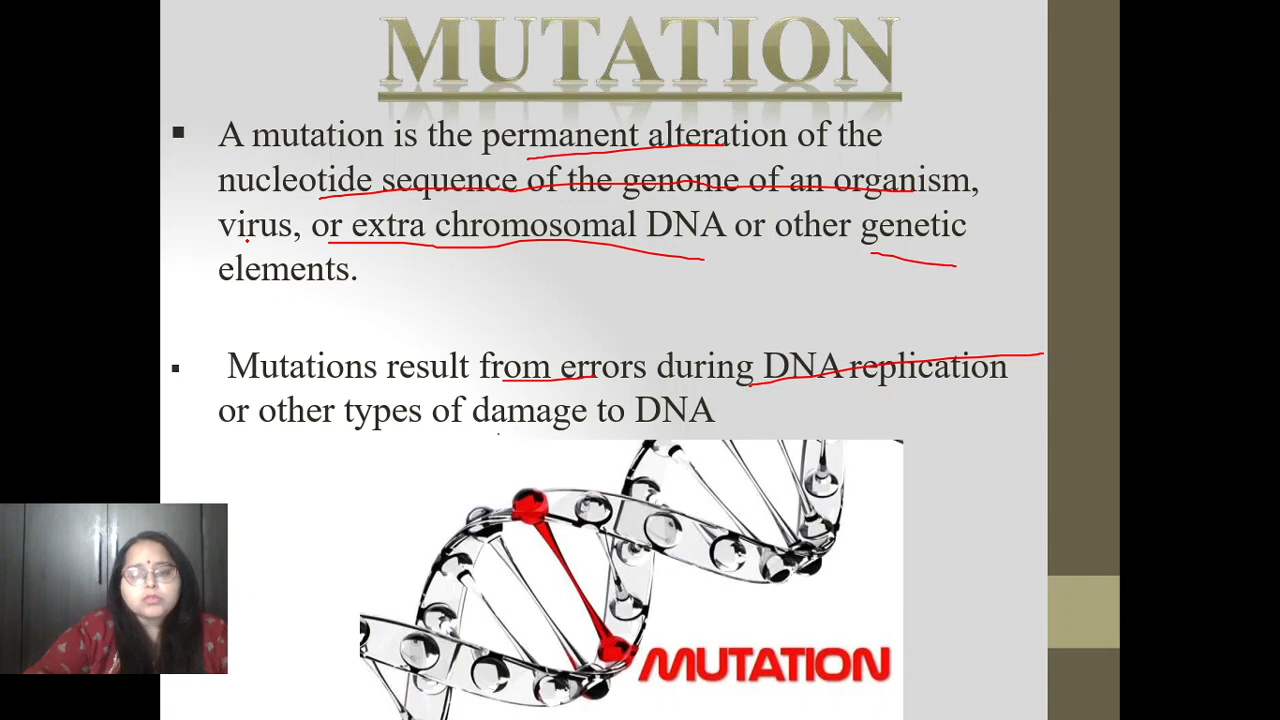 MUTATION
▪ A mutation is the permanent alteration of the
nucleotide sequence of the genome of an organism,
virus, or extra chromosomal DNA or other genetic
elements.
▪ Mutations result from errors during DNA replication
or other types of damage to DNA
MUTATION